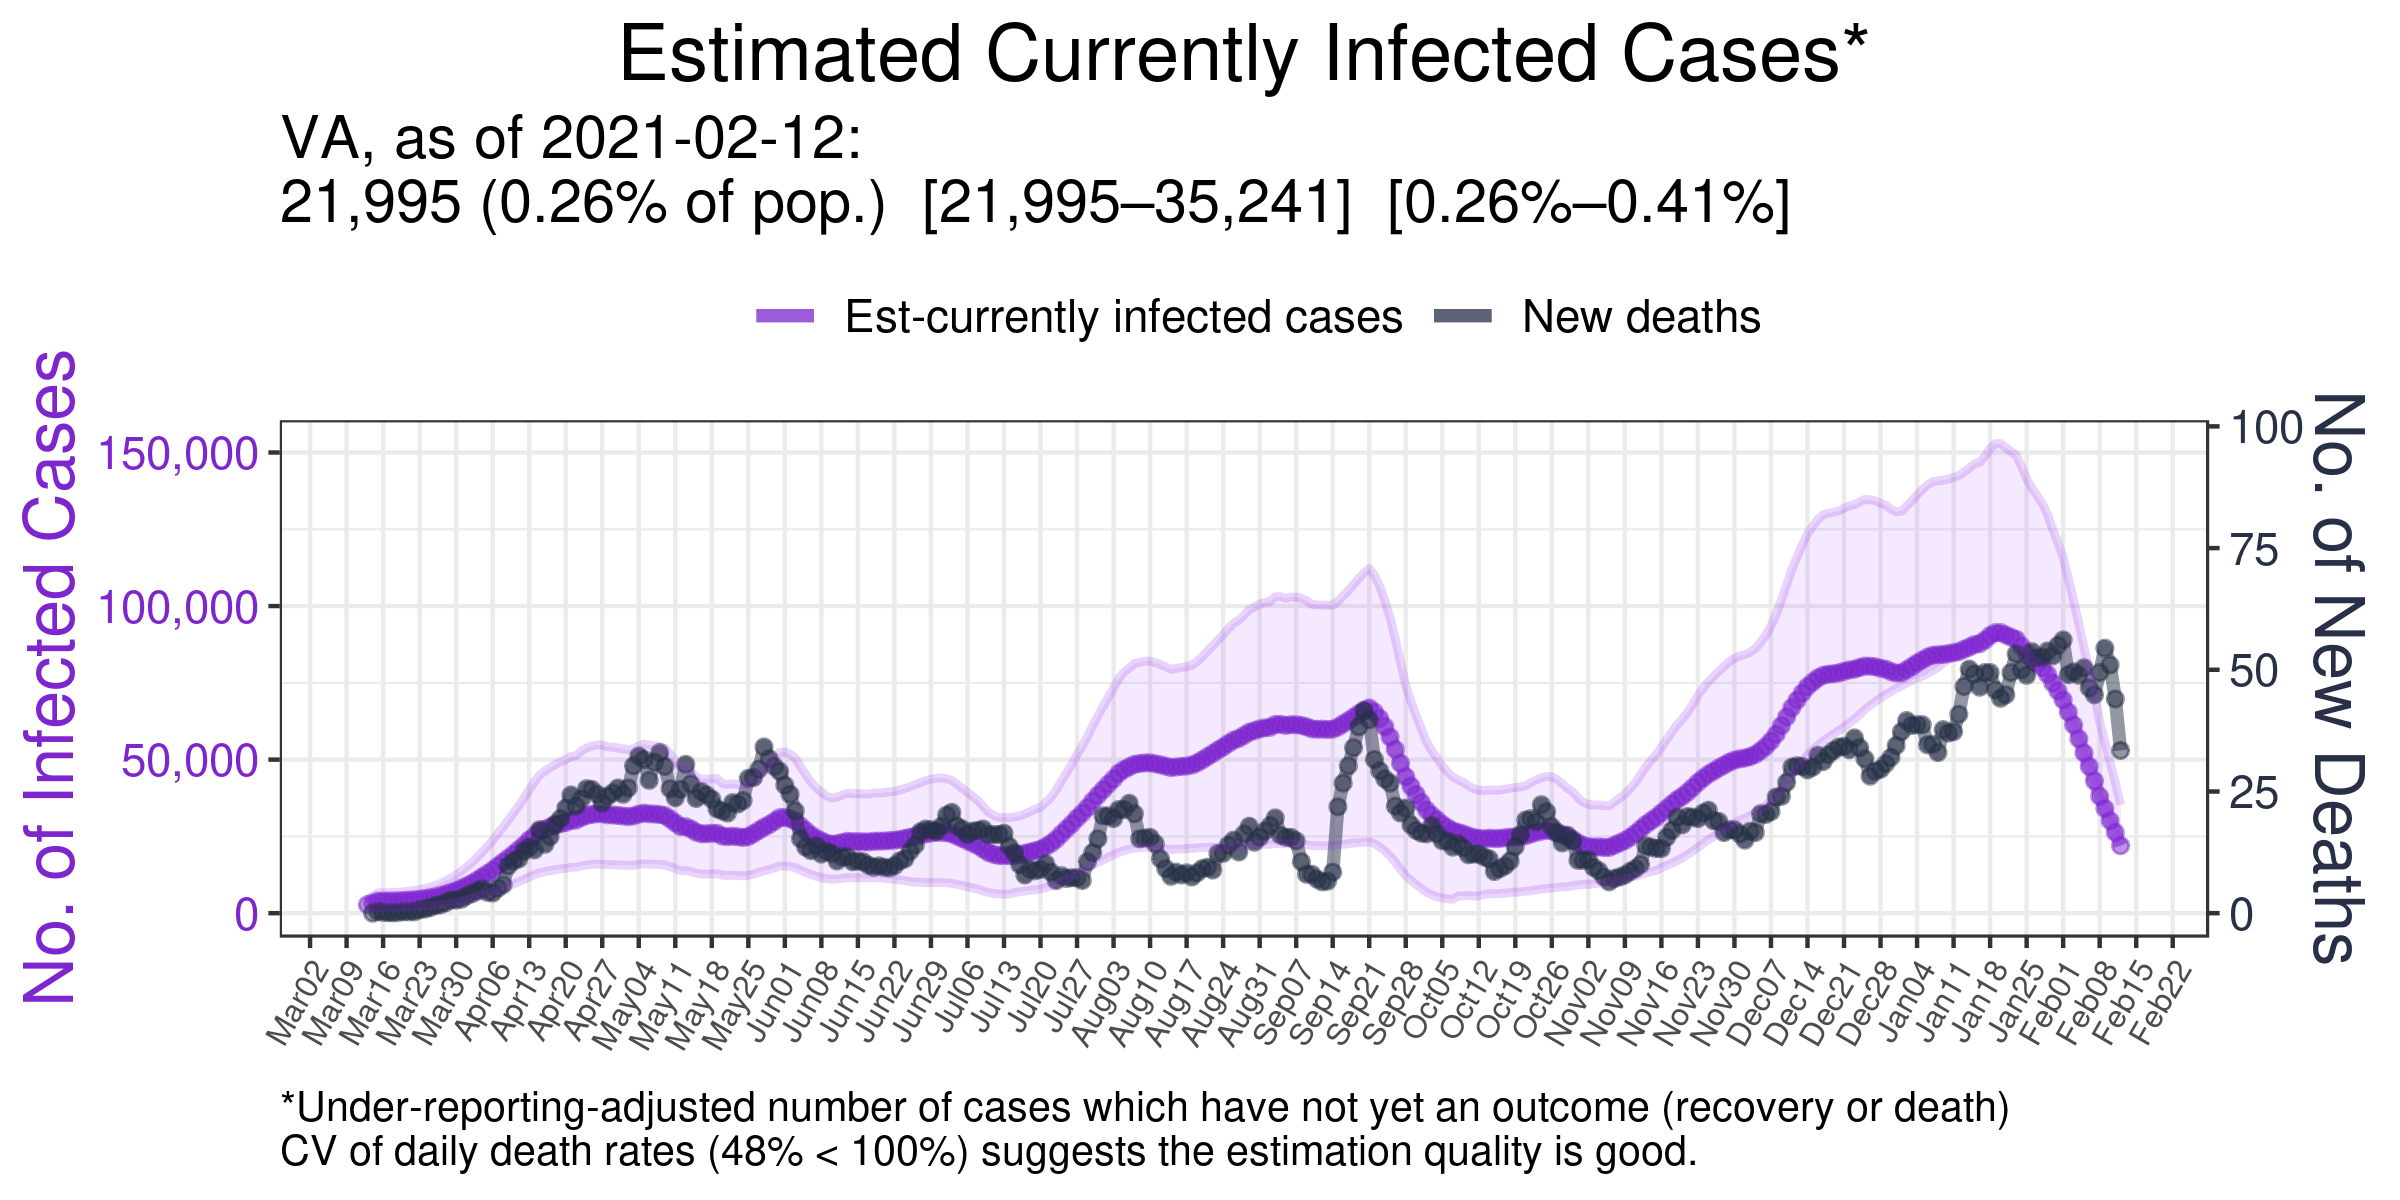 Estimated Currently Infected Cases*
VA, as of 2021-02-12:
21,995 (0.26% of pop.) [21,995–35,241] [0.26%–0.41%]
Est-currently infected cases
New deaths
No. of Infected Cases
150,000
100,000
50,000
0
100
75
50
25
0
No. of New Deaths
Mar02
Mar09
Mar16
Mar23
Mar30
Apr06
Apr13
Apr20
Apr27
May04
May11
May18
May25
Jun01
Jun08
Jun15
Jun22
Jun29
Jul06
Jul13
Jul20
Jul27
Aug03
Aug10
Aug17
Aug24
Aug31
Sep07
Sep14
Sep21
Sep28
Oct05
Oct12
Oct19
Oct26
Nov02
Nov09
Nov16
Nov23
Nov30
Dec07
Dec14
Dec21
Dec28
Jan04
Jan11
Jan18
Jan25
Feb01
Feb08
Feb15
Feb22
*Under-reporting-adjusted number of cases which have not yet an outcome (recovery or death)
CV of daily death rates (48% < 100%) suggests the estimation quality is good.